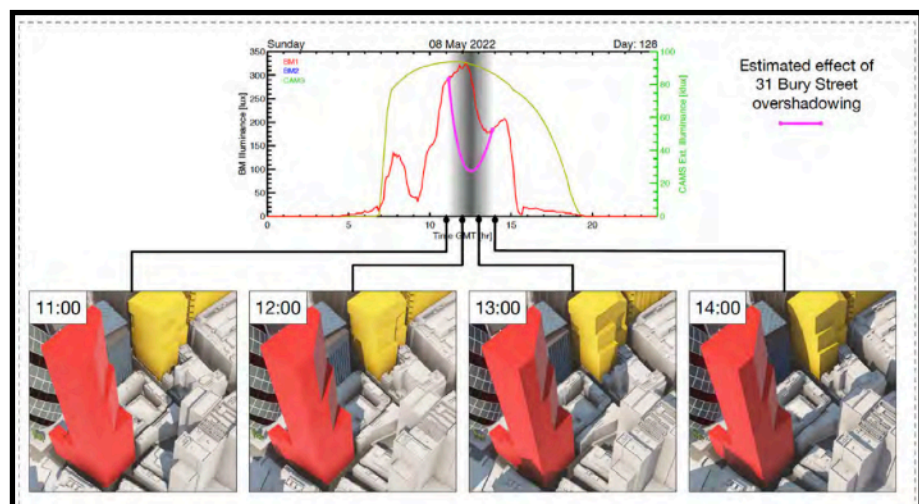 Sunday 08 May 2022 Day: 128
350 100
BM1
BM2
CAMS
300
250 80
200 60
150
40
100
50 20
0 0
BM Illuminance [lux]
CAMS Ext. Illuminance [klux]
0 5 10 15 20
Time GMT [hr]
Estimated effect of
31 Bury Street
overshadowing
11:00 12:00 13:00 14:00